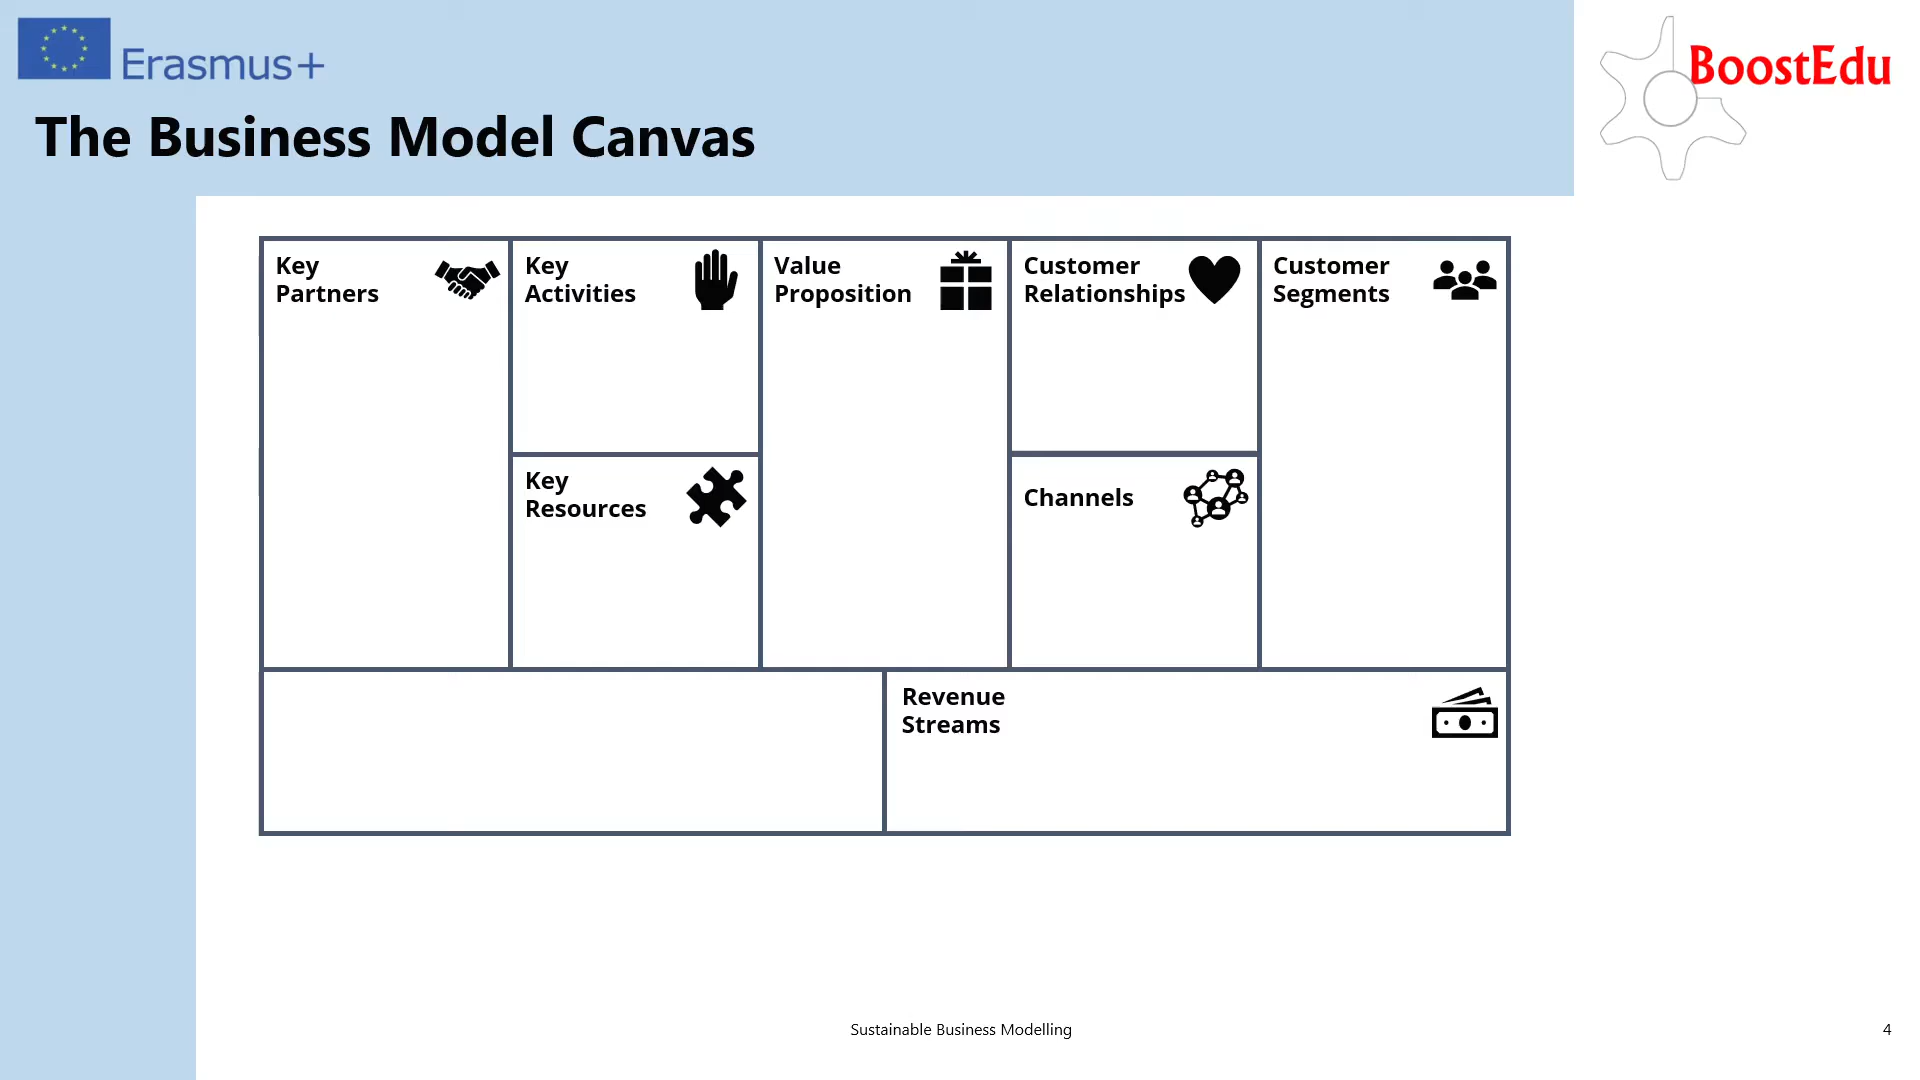 Erasmus+
BoostEdu
The Business Model Canvas
Key
Partners
Key
Activities
Value
Proposition
Customer
Relationships
Customer
Segments
Key
Resources
Channels
Revenue
Streams
Sustainable Business Modelling
4